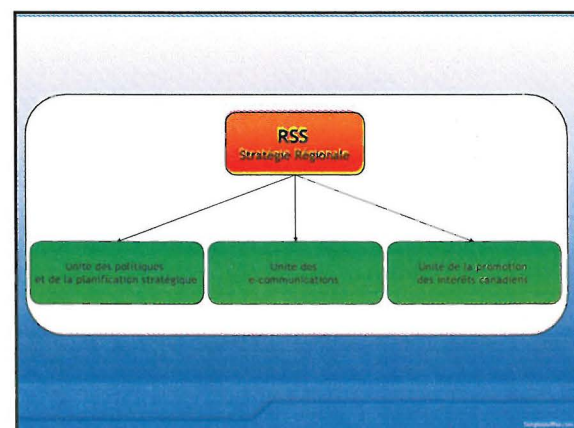 RSS
Stratégie Régionale
Unité des politiques
et de la planification stratégique
Unité des
e-communications
Unité de la promotion
des intérêts canadiens